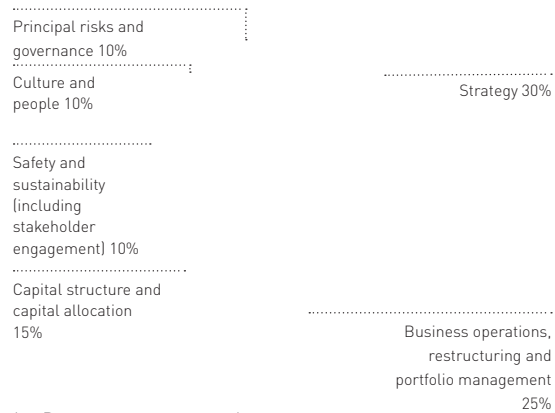 Principal risks and
governance 10%
Culture and
people 10%
Strategy 30%
Safety and
sustainability
(including
stakeholder
engagement) 10%
Capital structure and
capital allocation
15%
Business operations,
restructuring and
portfolio management
25%